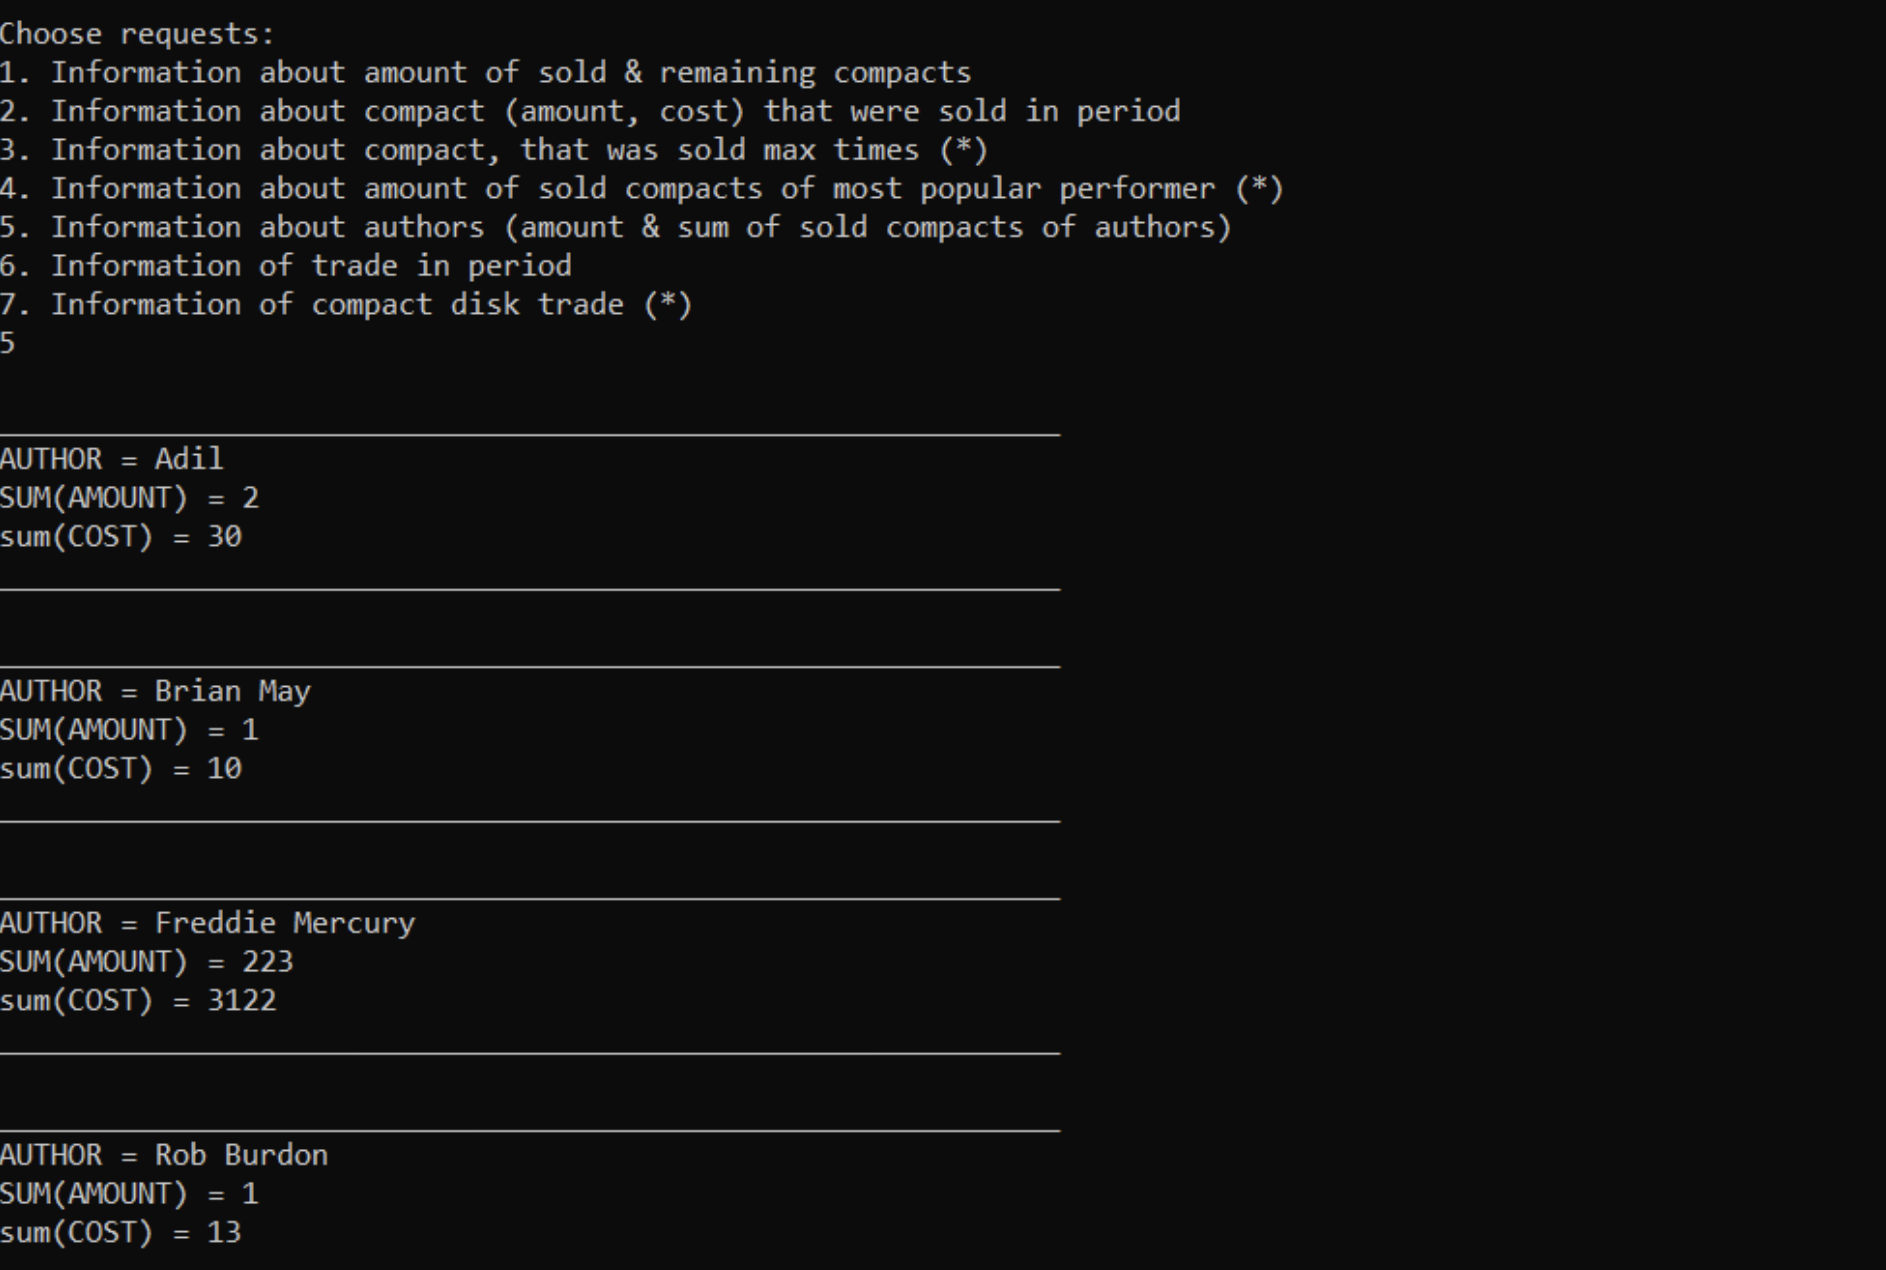 Choose requests:
1. Information about amount of sold & remaining compacts
2. Information about compact (amount, cost) that were sold in period
3. Information about compact, that was sold max times (*)
4. Information about amount of sold compacts of most popular performer (*)
5. Information about authors (amount & sum of sold compacts of authors)
6. Information of trade in period
7. Information of compact disk trade (*)
5
AUTHOR = Adil
SUM(AMOUNT) = 2
sum(COST) = 30
AUTHOR = Brian May
SUM(AMOUNT) = 1
sum(COST) = 10
AUTHOR = Freddie Mercury
SUM(AMOUNT) = 223
sum(COST) = 3122
AUTHOR = Rob Burdon
SUM(AMOUNT) = 1
sum(COST) = 13